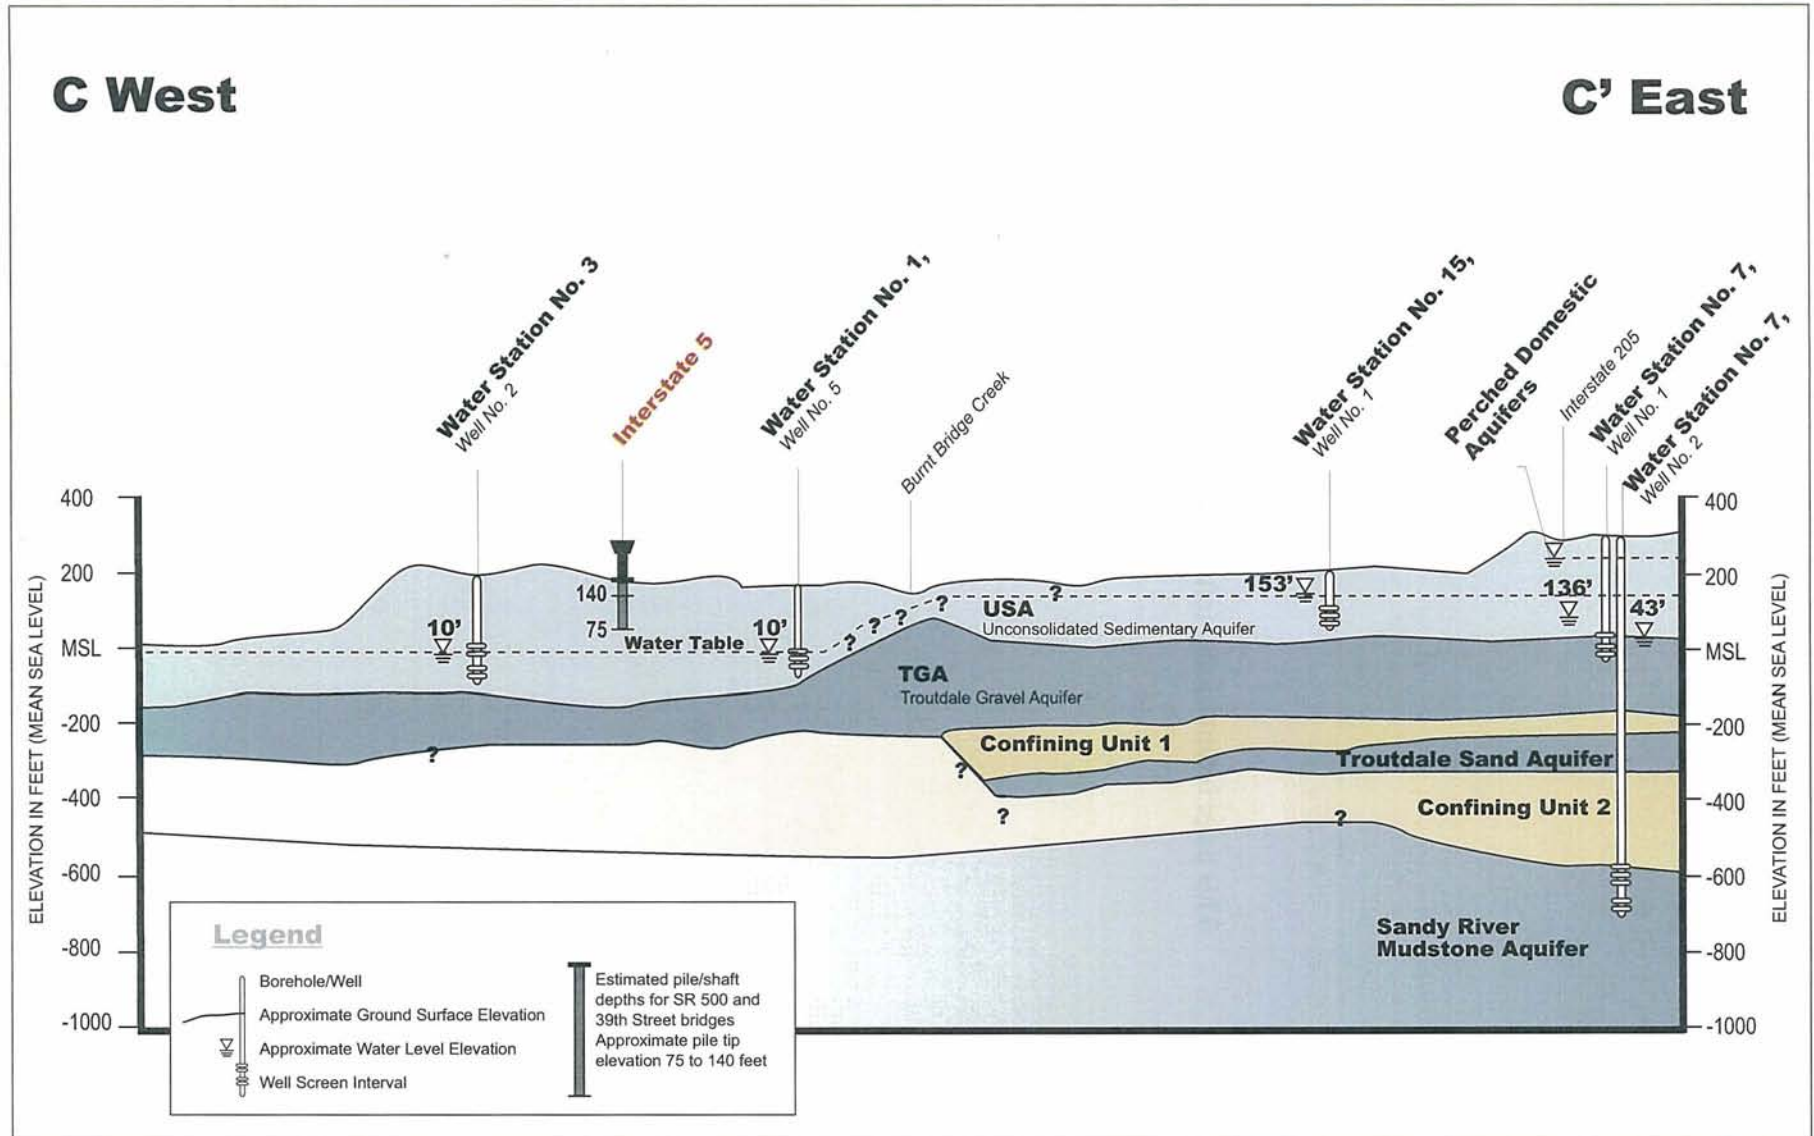 C West
C' East
Water Station No. 3
Well No. 2
Interstate 5
Water Station No. 1,
Well No. 5
Burnt Bridge Creek
Water Station No. 15,
Well No. 1
Perched Domestic
Aquifers
Interstate 205
Water Station No. 7,
Well No. 1
Water Station No. 7,
Well No. 2
ELEVATION IN FEET (MEAN SEA LEVEL)
400
200
MSL
-200
-400
-600
-800
-1000
10'
140
75
Water Table
10'
?
?
?
?
?
USA
Unconsolidated Sedimentary Aquifer
153'
136'
43'
TGA
Troutdale Gravel Aquifer
?
Confining Unit 1
?
Troutdale Sand Aquifer
?
Confining Unit 2
?
Sandy River
Mudstone Aquifer
400
200
MSL
-200
-400
-600
-800
-1000
ELEVATION IN FEET (MEAN SEA LEVEL)
Legend
Borehole/Well
Approximate Ground Surface Elevation
Approximate Water Level Elevation
Well Screen Interval
Estimated pile/shaft
depths for SR 500 and
39th Street bridges
Approximate pile tip
elevation 75 to 140 feet